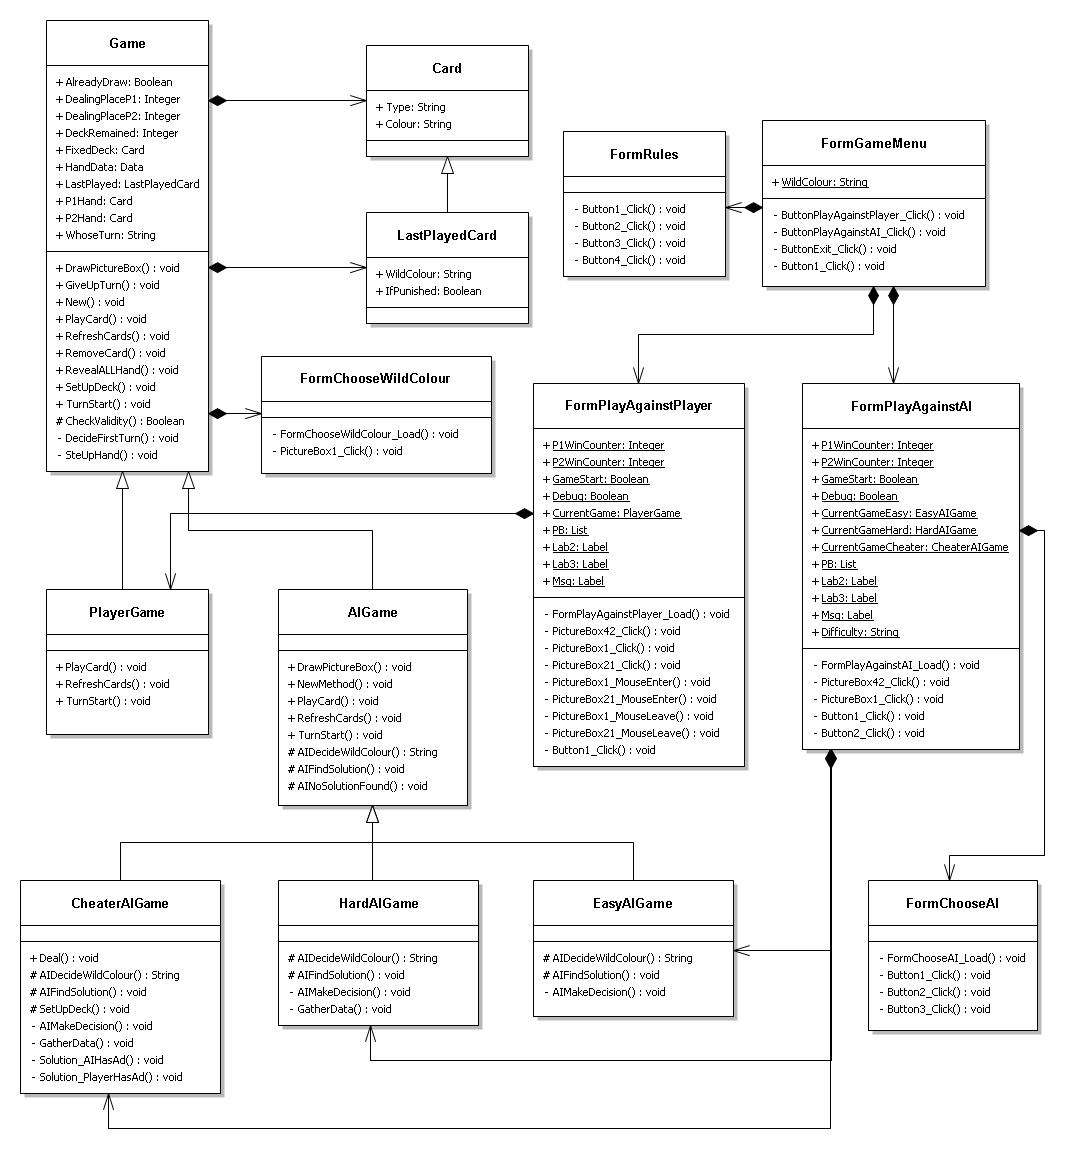 Game
+ AlreadyDraw: Boolean
+ DealingPlaceP1: Integer
+ DealingPlaceP2: Integer
+ DeckRemained: Integer
+ FixedDeck: Card
+ HandData: Data
+ LastPlayed: LastPlayedCard
+ P1Hand: Card
+ P2Hand: Card
+ WhoseTurn: String
+ DrawPictureBox() : void
+ GiveUpTurn() : void
+ New() : void
+ PlayCard() : void
+ RefreshCards() : void
+ RemoveCard() : void
+ RevealALLHand() : void
+ SetUpDeck() : void
+ TurnStart() : void
# CheckValidity() : Boolean
- DecideFirstTurn() : void
- SteUpHand() : void
Card
+ Type: String
+ Colour: String
LastPlayedCard
+ WildColour: String
+ IfPunished: Boolean
FormRules
- Button1_Click() : void
- Button2_Click() : void
- Button3_Click() : void
- Button4_Click() : void
FormGameMenu
+ WildColour: String
- ButtonPlayAgainstPlayer_Click() : void
- ButtonPlayAgainstAI_Click() : void
- ButtonExit_Click() : void
- Button1_Click() : void
FormChooseWildColour
- FormChooseWildColour_Load() : void
- PictureBox1_Click() : void
FormPlayAgainstPlayer
+ P1WinCounter: Integer
+ P2WinCounter: Integer
+ GameStart: Boolean
+ Debug: Boolean
+ CurrentGame: PlayerGame
+ PB: List
+ Lab2: Label
+ Lab3: Label
+ Msg: Label
- FormPlayAgainstPlayer_Load() : void
- PictureBox42_Click() : void
- PictureBox1_Click() : void
- PictureBox21_Click() : void
- PictureBox1_MouseEnter() : void
- PictureBox21_MouseEnter() : void
- PictureBox1_MouseLeave() : void
- PictureBox21_MouseLeave() : void
- Button1_Click() : void
FormPlayAgainstAI
+ P1WinCounter: Integer
+ P2WinCounter: Integer
+ GameStart: Boolean
+ Debug: Boolean
+ CurrentGameEasy: EasyAIGame
+ CurrentGameHard: HardAIGame
+ CurrentGameCheater: CheaterAIGame
+ PB: List
+ Lab2: Label
+ Lab3: Label
+ Msg: Label
+ Difficulty: String
- FormPlayAgainstAI_Load() : void
- PictureBox42_Click() : void
- PictureBox1_Click() : void
- Button1_Click() : void
- Button2_Click() : void
PlayerGame
+ PlayCard() : void
+ RefreshCards() : void
+ TurnStart() : void
AIGame
+ DrawPictureBox() : void
+ NewMethod() : void
+ PlayCard() : void
+ RefreshCards() : void
+ TurnStart() : void
# AIDecideWildColour() : String
# AIFindSolution() : void
# AINoSolutionFound() : void
CheaterAIGame
+ Deal() : void
# AIDecideWildColour() : String
# AIFindSolution() : void
# SetUpDeck() : void
- AIMakeDecision() : void
- GatherData() : void
- Solution_AIHasAd() : void
- Solution_PlayerHasAd() : void
HardAIGame
# AIDecideWildColour() : String
# AIFindSolution() : void
- AIMakeDecision() : void
- GatherData() : void
EasyAIGame
# AIDecideWildColour() : String
# AIFindSolution() : void
- AIMakeDecision() : void
FormChooseAI
- FormChooseAI_Load() : void
- Button1_Click() : void
- Button2_Click() : void
- Button3_Click() : void